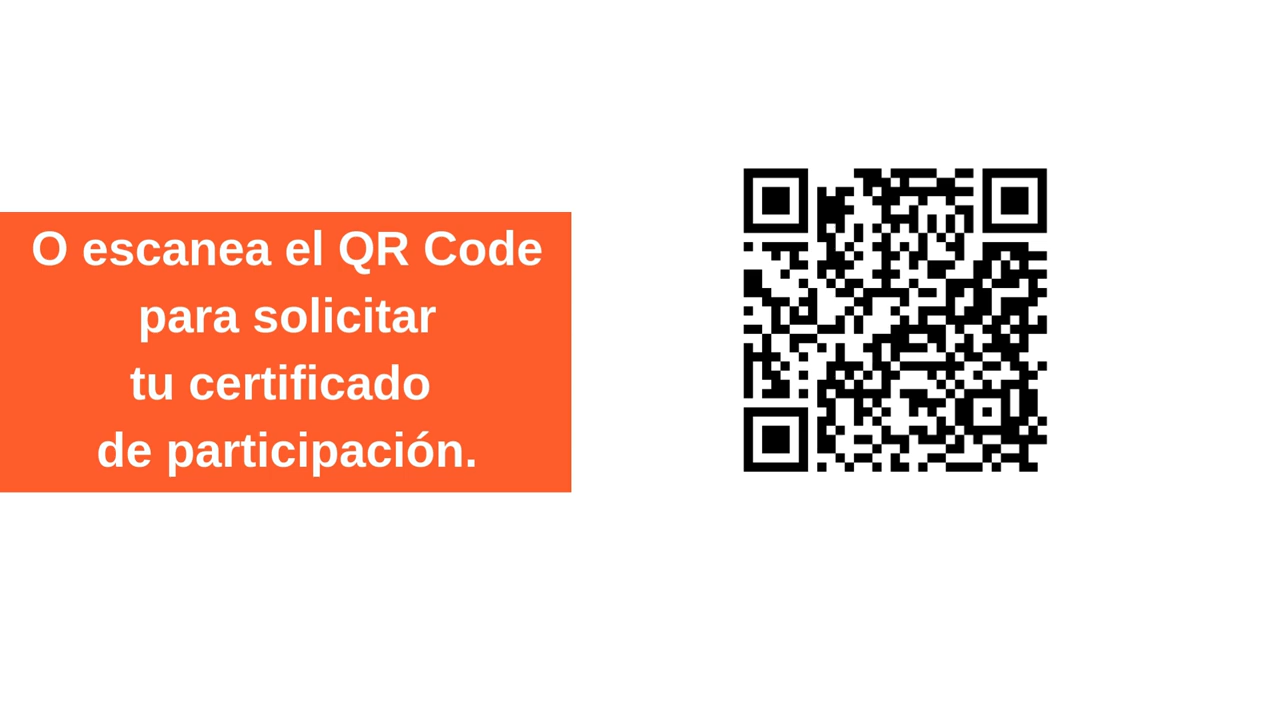 O escanea el QR Code
para solicitar
tu certificado
de participación.